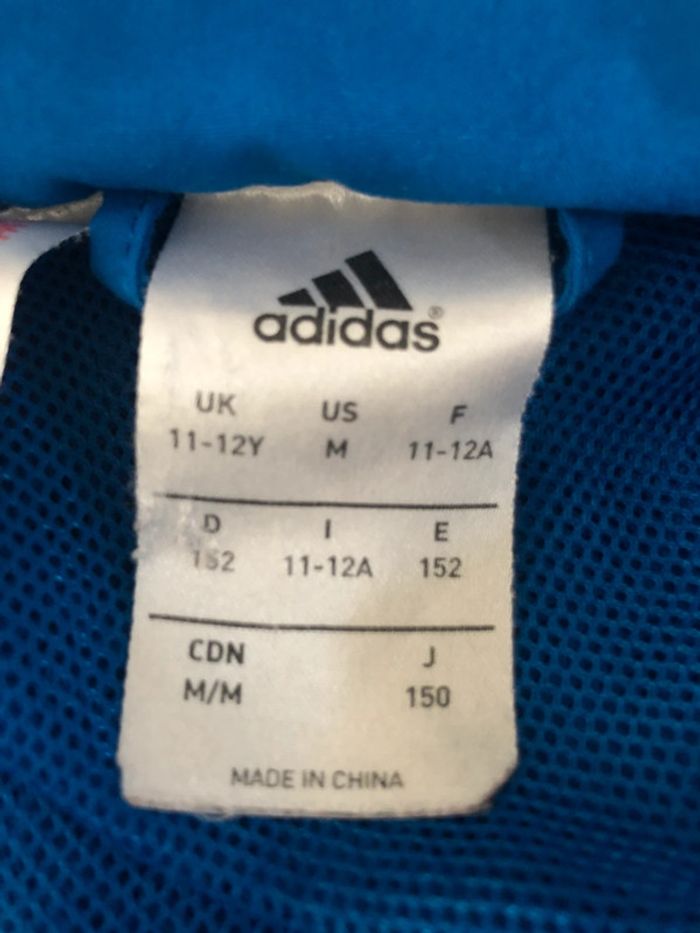 adidas®
UK US F
11-12Y M 11-12A
D I E
152 11-12A 152
CDN J
M/M 150
MADE IN CHINA